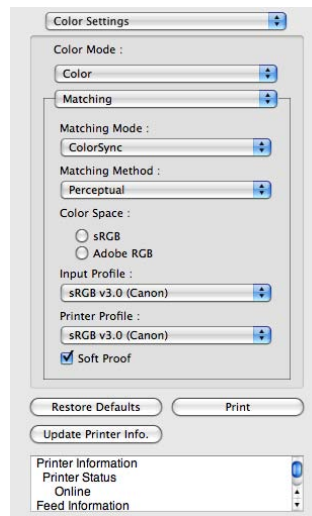 Color Settings
Color Mode :
Color
Matching
Matching Mode :
ColorSync
Matching Method :
Perceptual
Color Space :
sRGB
Adobe RGB
Input Profile :
sRGB v3.0 (Canon)
Printer Profile :
sRGB v3.0 (Canon)
Soft Proof
Restore Defaults
Print
Update Printer Info.
Printer Information
Printer Status
Online
Feed Information